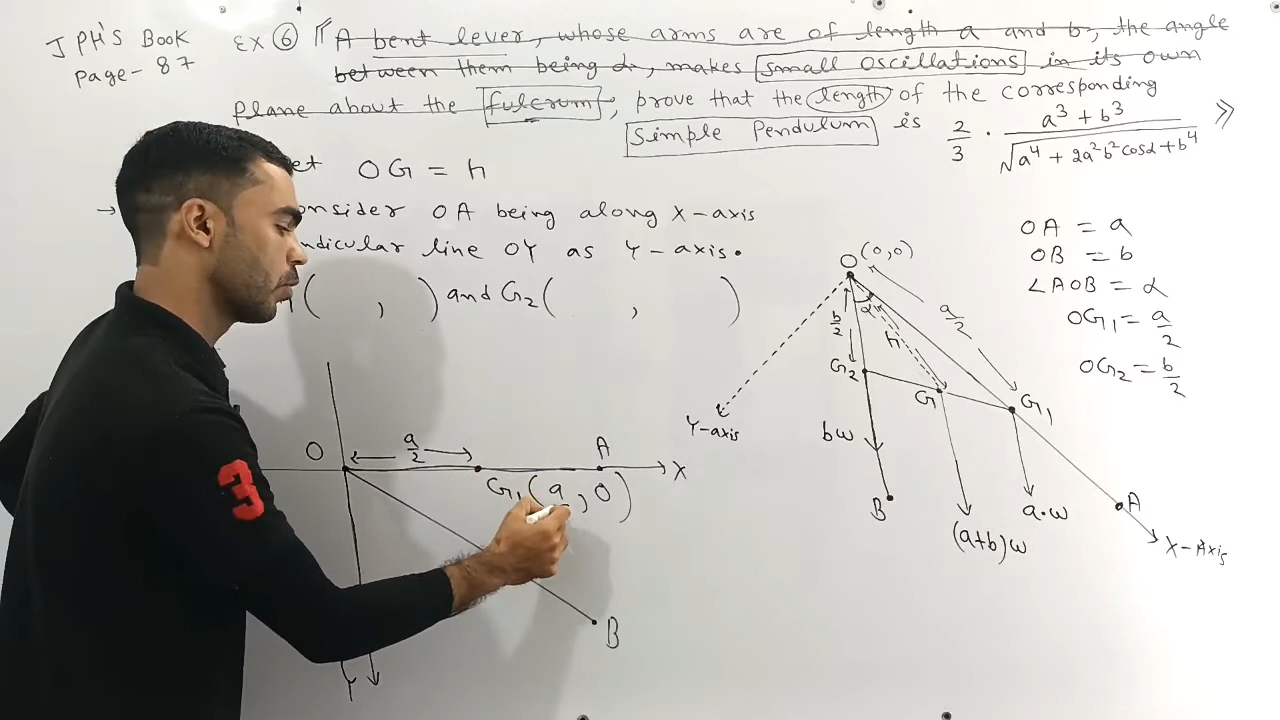 J PH'S Book
Page- 87
Ex 6 "A bent lever, whose arms are of length a and b, the angle
between them being α, makes small oscillations in its own
plane about the fulcrum, prove that the length of the corresponding
Simple Pendulum is 2/3 · (a³ + b³)/√(a⁴ + 2a²b²cosα + b⁴) »
et OG = h
→ onsider OA being along X-axis
ndicular line OY as Y-axis.
( , ) and G₂( , )
O
a/2
A
X
G₁(a/2, 0)
B
Y
O(0,0)
α
b/2
h
a/2
G₂
G
G₁
Y-axis
bω
B
(a+b)ω
a·ω
A
X-Axis
OA = a
OB = b
∠AOB = α
OG₁ = a/2
OG₂ = b/2
3